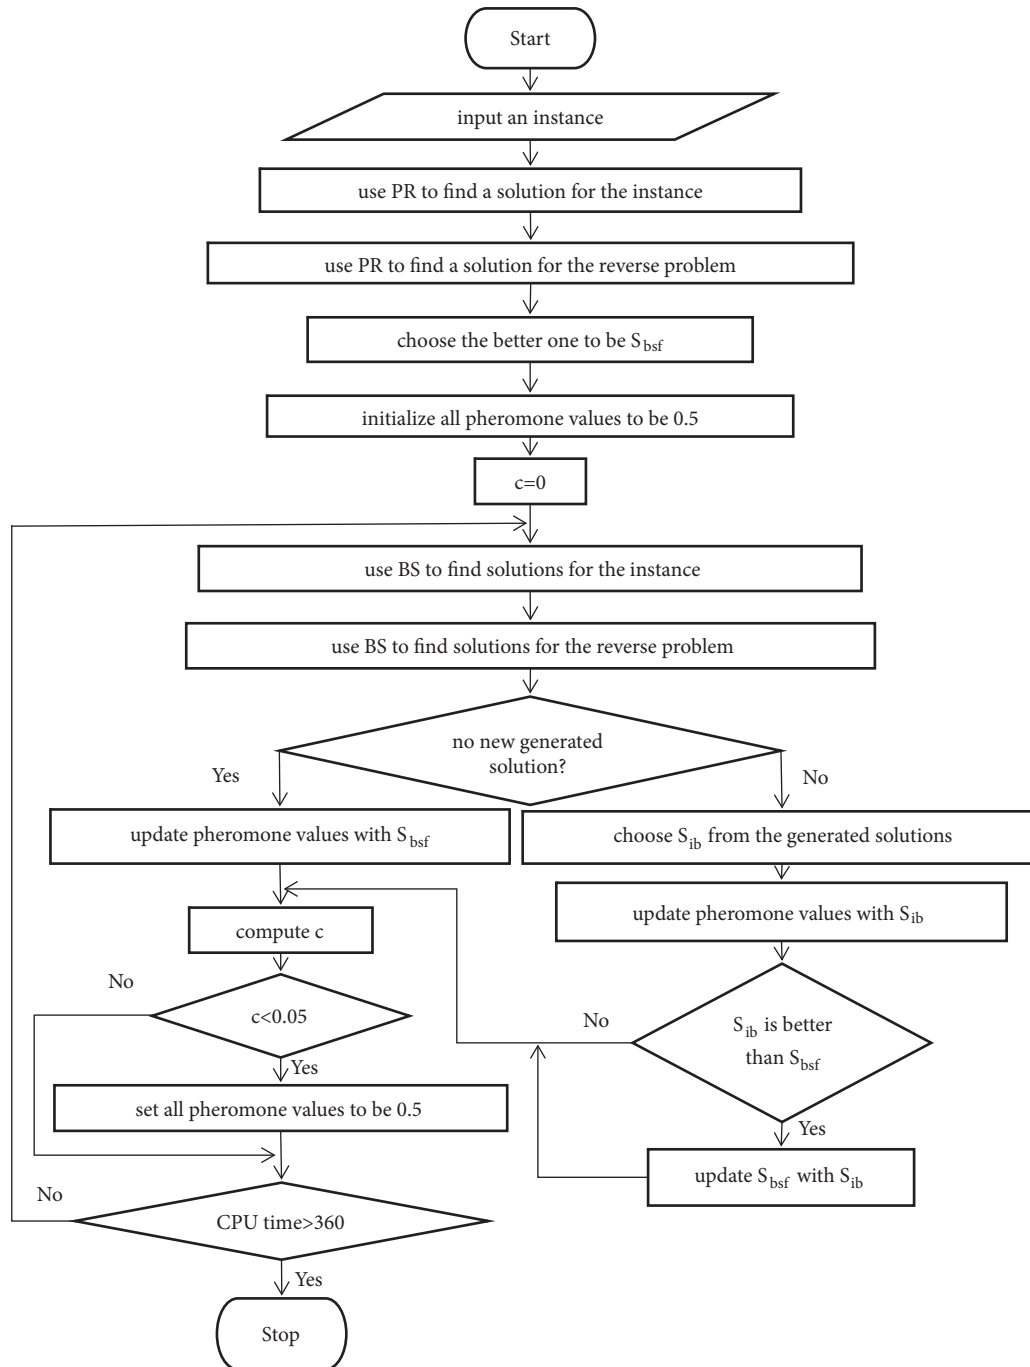 Start
input an instance
use PR to find a solution for the instance
use PR to find a solution for the reverse problem
choose the better one to be S_bsf
initialize all pheromone values to be 0.5
c=0
use BS to find solutions for the instance
use BS to find solutions for the reverse problem
no new generated
solution?
Yes
No
update pheromone values with S_bsf
choose S_ib from the generated solutions
update pheromone values with S_ib
compute c
No
c<0.05
No
S_ib is better
than S_bsf
Yes
set all pheromone values to be 0.5
Yes
update S_bsf with S_ib
No
CPU time>360
Yes
Stop